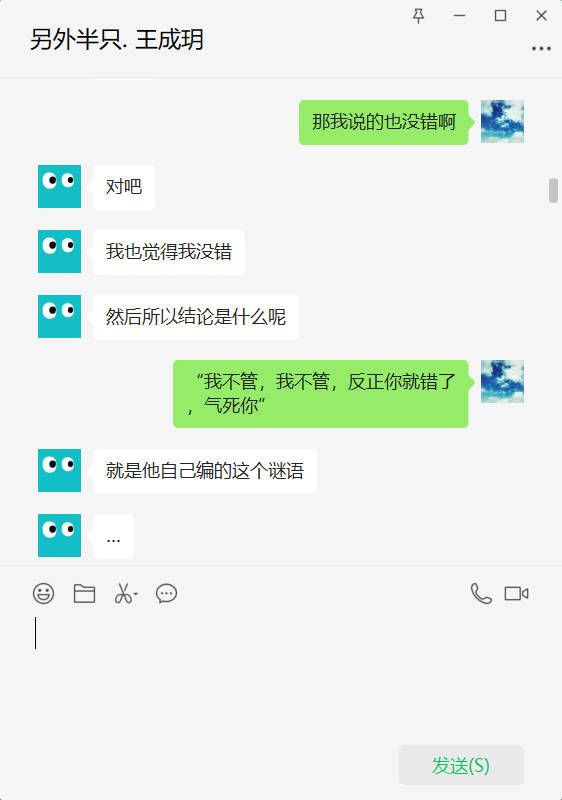 另外半只. 王成玥
那我说的也没错啊
对吧
我也觉得我没错
然后所以结论是什么呢
“我不管，我不管，反正你就错了
，气死你”
就是他自己编的这个谜语
...
发送(S)